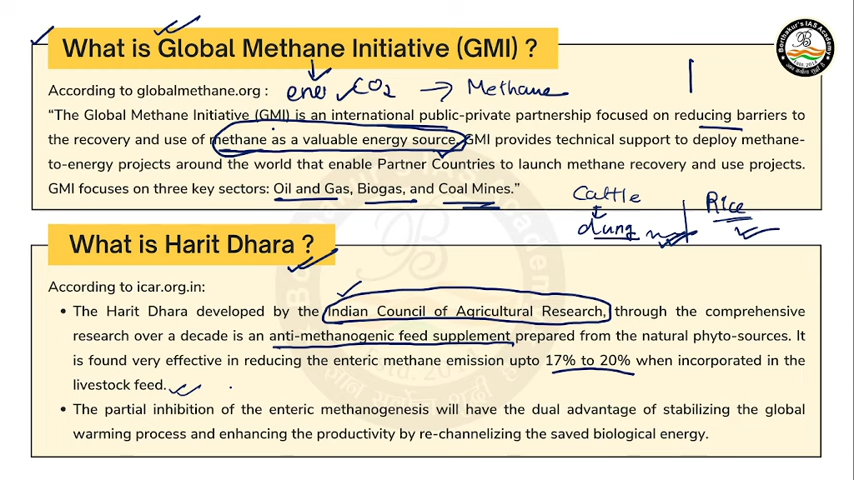 What is Global Methane Initiative (GMI) ?
According to globalmethane.org :
ener CO2 → Methane
“The Global Methane Initiative (GMI) is an international public-private partnership focused on reducing barriers to
the recovery and use of methane as a valuable energy source. GMI provides technical support to deploy methane-
to-energy projects around the world that enable Partner Countries to launch methane recovery and use projects.
GMI focuses on three key sectors: Oil and Gas, Biogas, and Coal Mines.”
Cattle
Rice
dung
What is Harit Dhara ?
According to icar.org.in:
• The Harit Dhara developed by the Indian Council of Agricultural Research, through the comprehensive
research over a decade is an anti-methanogenic feed supplement prepared from the natural phyto-sources. It
is found very effective in reducing the enteric methane emission upto 17% to 20% when incorporated in the
livestock feed.
• The partial inhibition of the enteric methanogenesis will have the dual advantage of stabilizing the global
warming process and enhancing the productivity by re-channelizing the saved biological energy.
Borthakur's IAS Academy
B